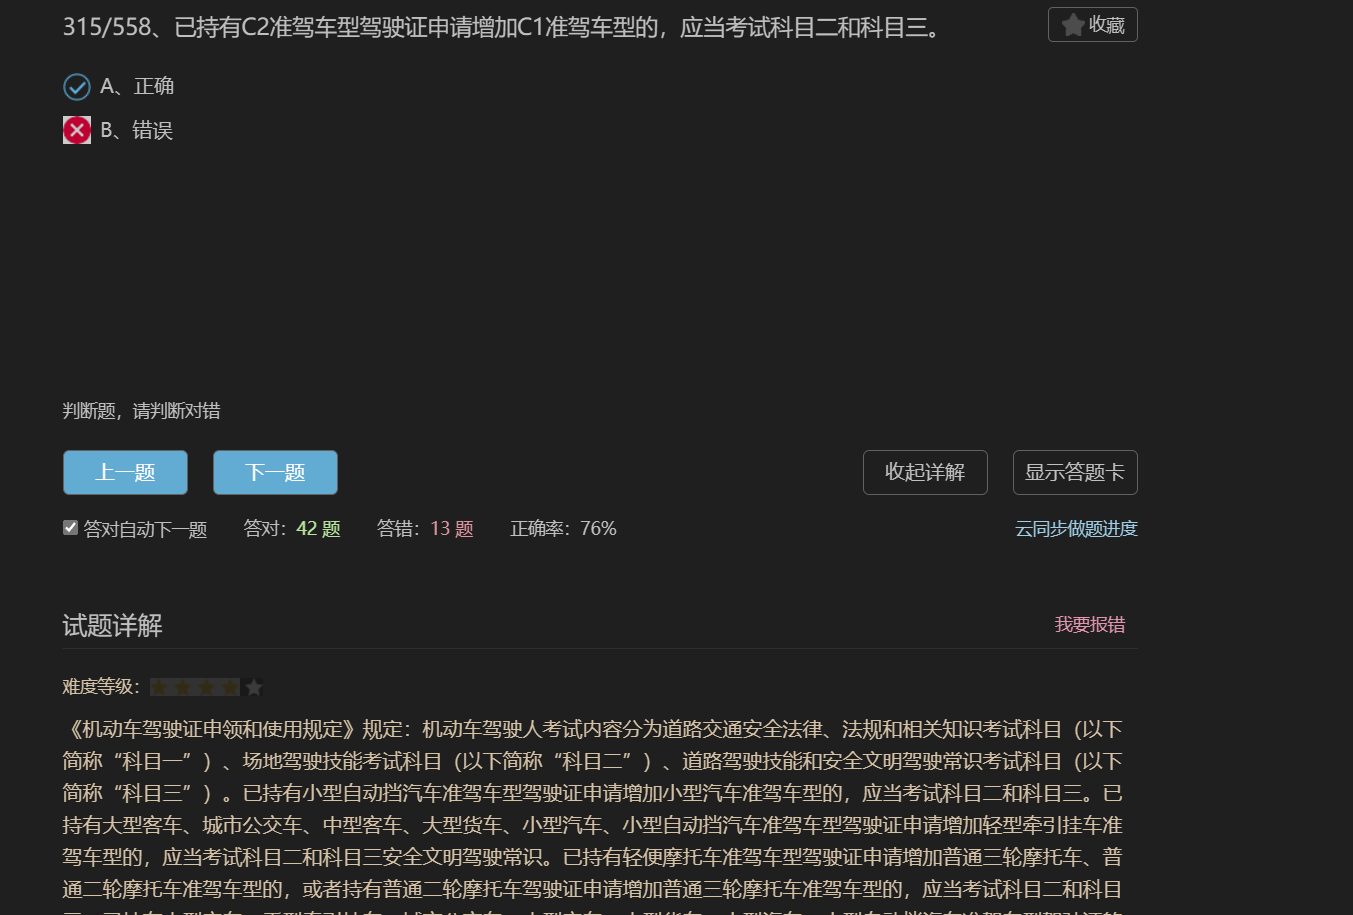 315/558、已持有C2准驾车型驾驶证申请增加C1准驾车型的，应当考试科目二和科目三。
收藏
A、正确
B、错误
判断题，请判断对错
上一题
下一题
收起详解
显示答题卡
答对自动下一题 答对：42 题 答错：13 题 正确率：76%
云同步做题进度
试题详解
我要报错
难度等级：
《机动车驾驶证申领和使用规定》规定：机动车驾驶人考试内容分为道路交通安全法律、法规和相关知识考试科目（以下
简称“科目一”）、场地驾驶技能考试科目（以下简称“科目二”）、道路驾驶技能和安全文明驾驶常识考试科目（以下
简称“科目三”）。已持有小型自动挡汽车准驾车型驾驶证申请增加小型汽车准驾车型的，应当考试科目二和科目三。已
持有大型客车、城市公交车、中型客车、大型货车、小型汽车、小型自动挡汽车准驾车型驾驶证申请增加轻型牵引挂车准
驾车型的，应当考试科目二和科目三安全文明驾驶常识。已持有轻便摩托车准驾车型驾驶证申请增加普通三轮摩托车、普
通二轮摩托车准驾车型的，或者持有普通二轮摩托车驾驶证申请增加普通三轮摩托车准驾车型的，应当考试科目二和科目